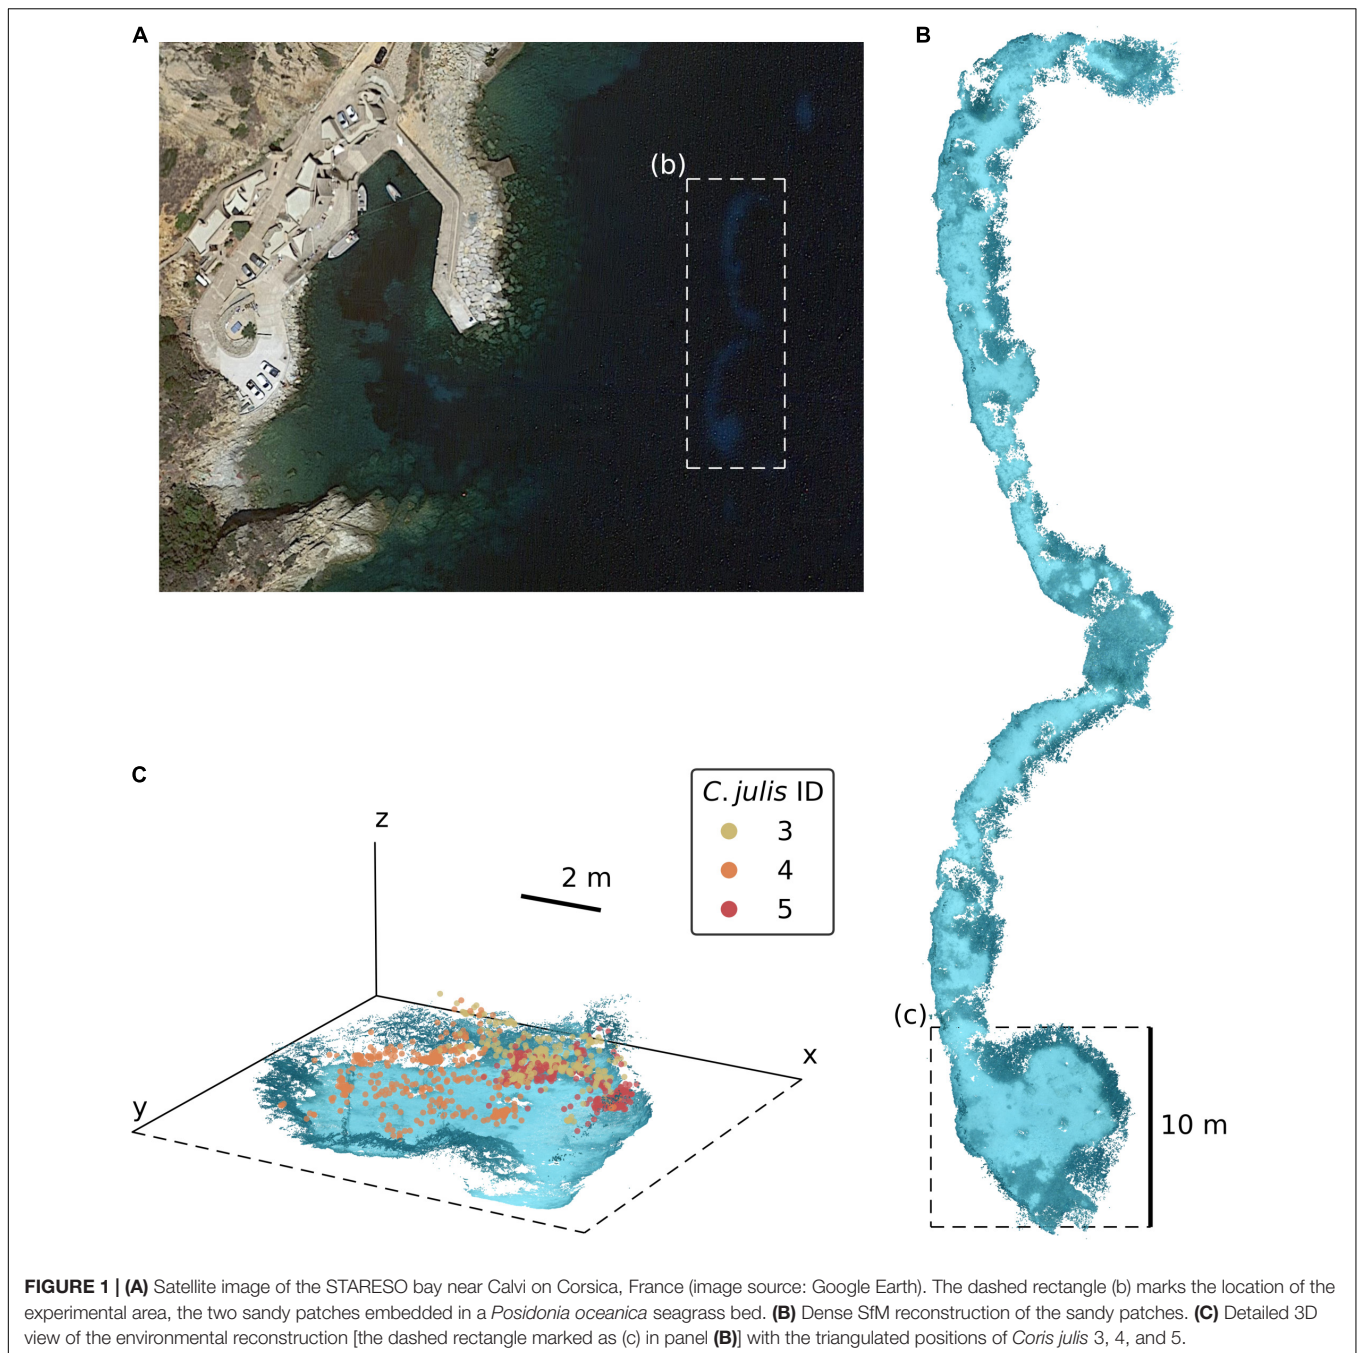 A
B
(b)
C
C. julis ID
3
4
5
2 m
z
x
y
(c)
10 m
FIGURE 1 | (A) Satellite image of the STARESO bay near Calvi on Corsica, France (image source: Google Earth). The dashed rectangle (b) marks the location of the
experimental area, the two sandy patches embedded in a Posidonia oceanica seagrass bed. (B) Dense SfM reconstruction of the sandy patches. (C) Detailed 3D
view of the environmental reconstruction [the dashed rectangle marked as (c) in panel (B)] with the triangulated positions of Coris julis 3, 4, and 5.